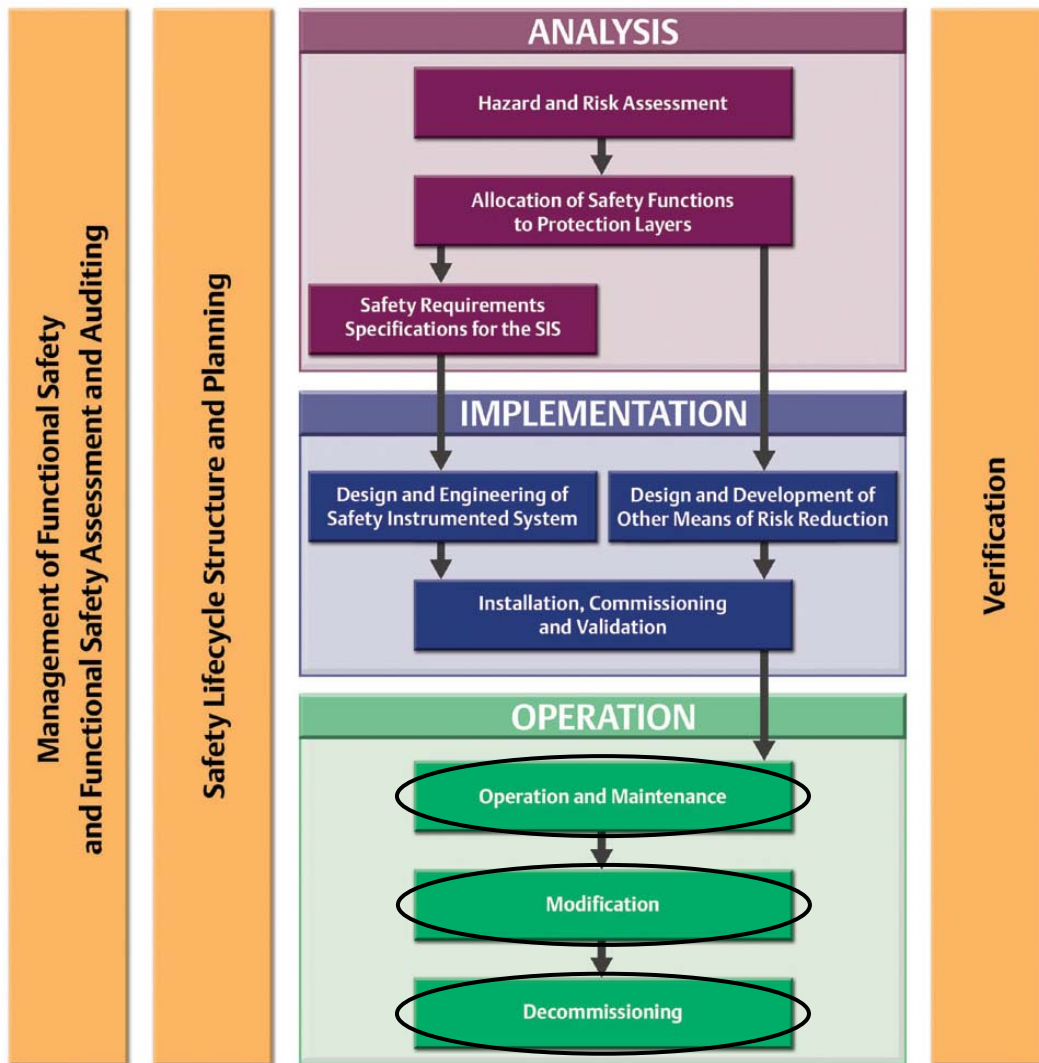 Management of Functional Safety
and Functional Safety Assessment and Auditing
Safety Lifecycle Structure and Planning
ANALYSIS
Hazard and Risk Assessment
Allocation of Safety Functions
to Protection Layers
Safety Requirements
Specifications for the SIS
IMPLEMENTATION
Design and Engineering of
Safety Instrumented System
Design and Development of
Other Means of Risk Reduction
Installation, Commissioning
and Validation
OPERATION
Operation and Maintenance
Modification
Decommissioning
Verification